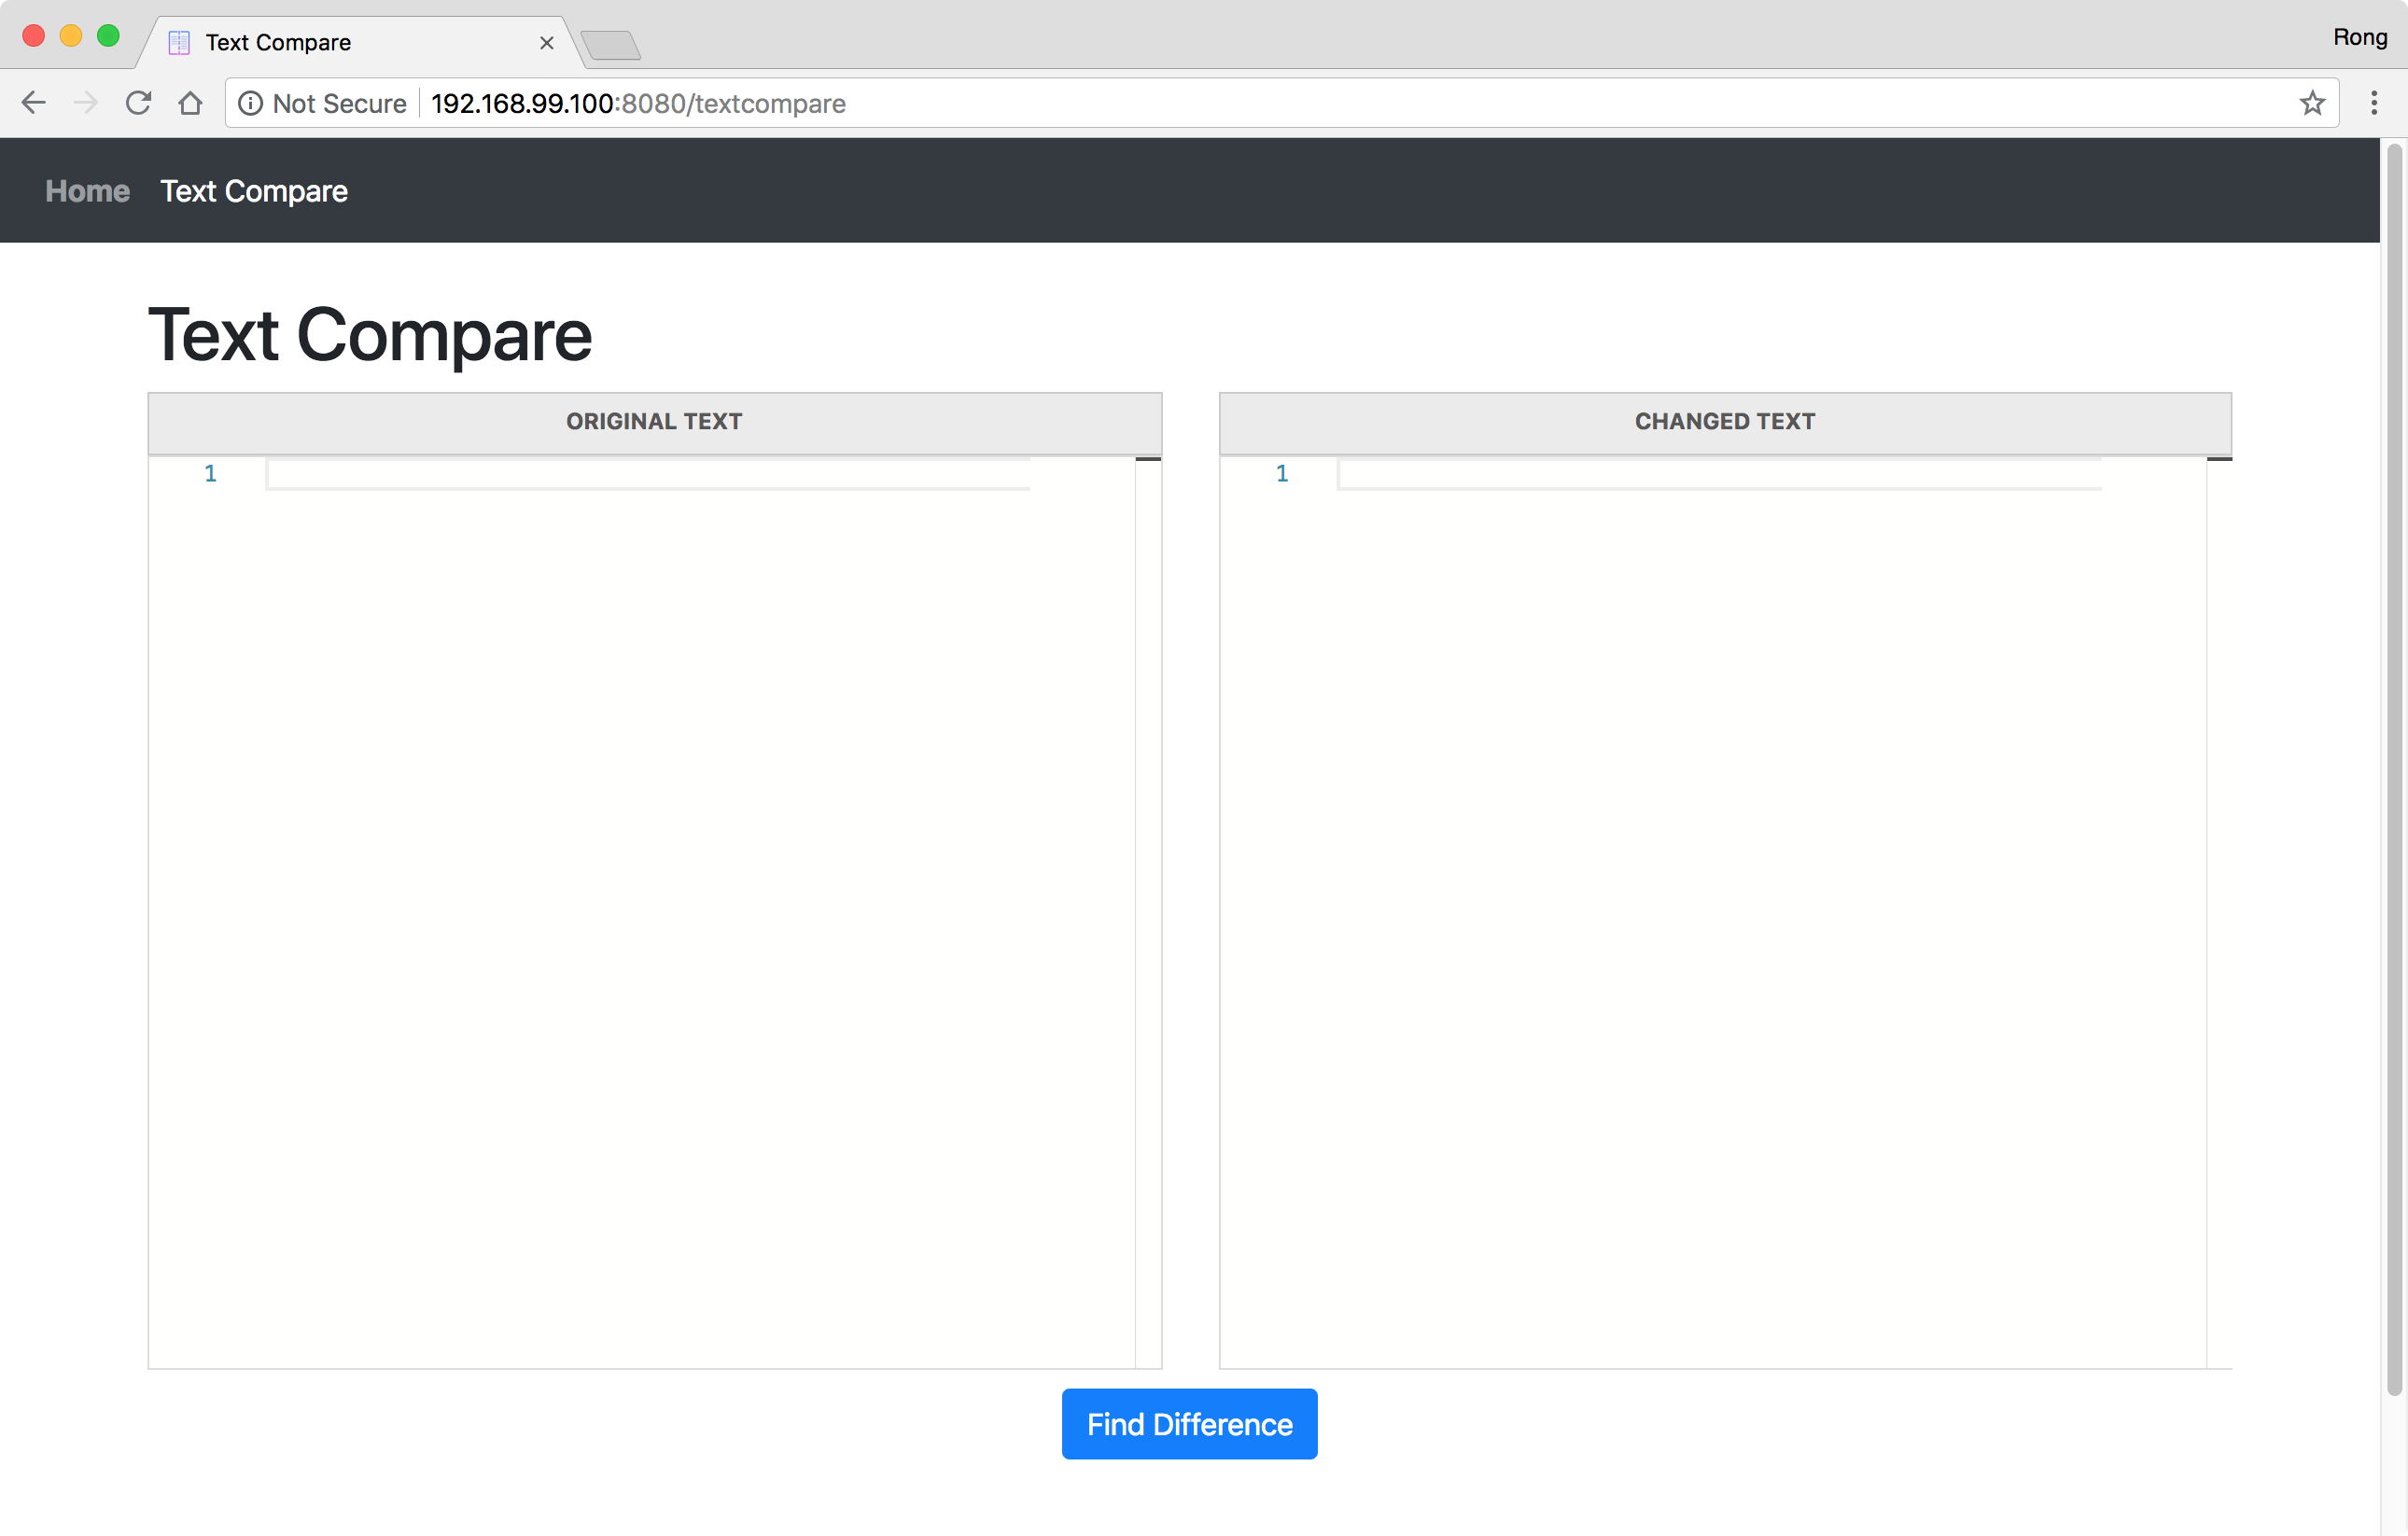 Text Compare
Rong
Not Secure
192.168.99.100:8080/textcompare
Home
Text Compare
Text Compare
ORIGINAL TEXT
CHANGED TEXT
1
1
Find Difference